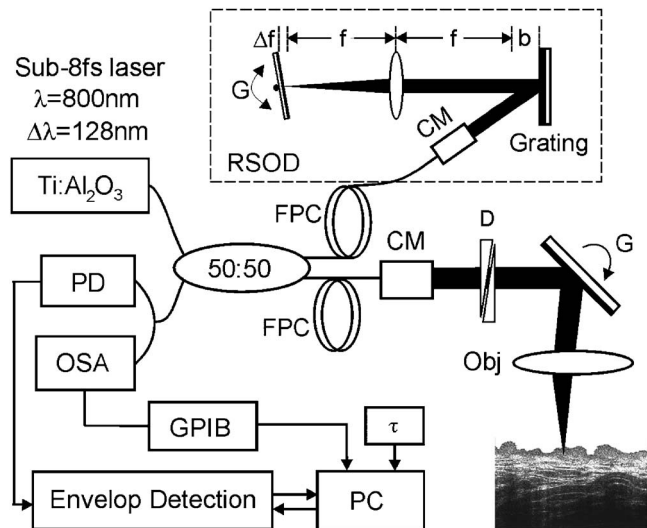 Δf f f b
G
Sub-8fs laser
λ=800nm
Δλ=128nm
CM
Grating
RSOD
Ti:Al₂O₃
FPC
CM
D
G
50:50
PD
FPC
OSA
Obj
GPIB
τ
Envelop Detection
PC